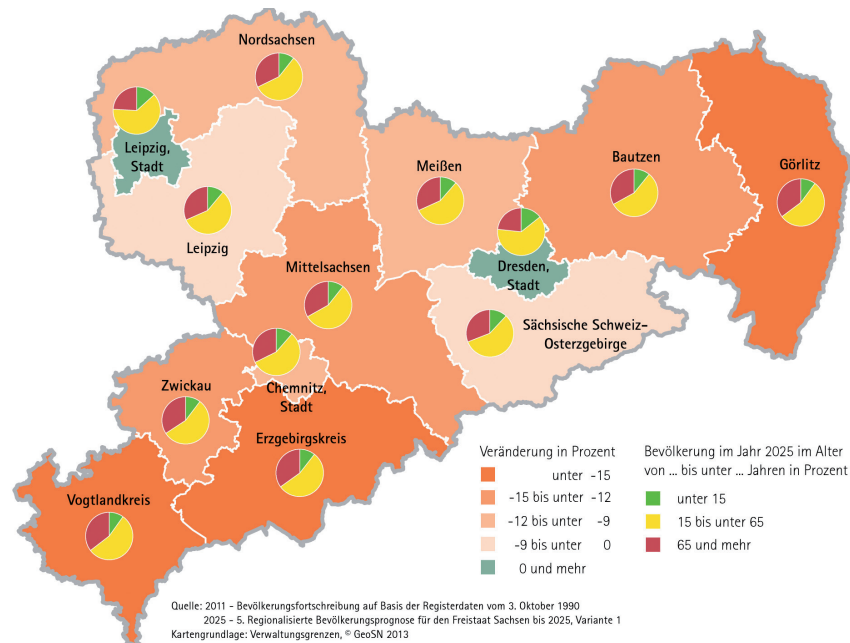 Nordsachsen
Leipzig,
Stadt
Leipzig
Meißen
Bautzen
Görlitz
Dresden,
Stadt
Mittelsachsen
Sächsische Schweiz-
Osterzgebirge
Zwickau
Chemnitz,
Stadt
Erzgebirgskreis
Vogtlandkreis
Veränderung in Prozent
unter -15
-15 bis unter -12
-12 bis unter -9
-9 bis unter 0
0 und mehr
Bevölkerung im Jahr 2025 im Alter
von ... bis unter ... Jahren in Prozent
unter 15
15 bis unter 65
65 und mehr
Quelle: 2011 - Bevölkerungsfortschreibung auf Basis der Registerdaten vom 3. Oktober 1990
2025 - 5. Regionalisierte Bevölkerungsprognose für den Freistaat Sachsen bis 2025, Variante 1
Kartengrundlage: Verwaltungsgrenzen, © GeoSN 2013